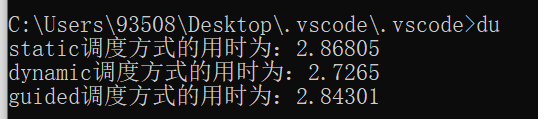 C:\Users\93508\Desktop\.vscode\.vscode>du
static调度方式的用时为：2.86805
dynamic调度方式的用时为：2.7265
guided调度方式的用时为：2.84301